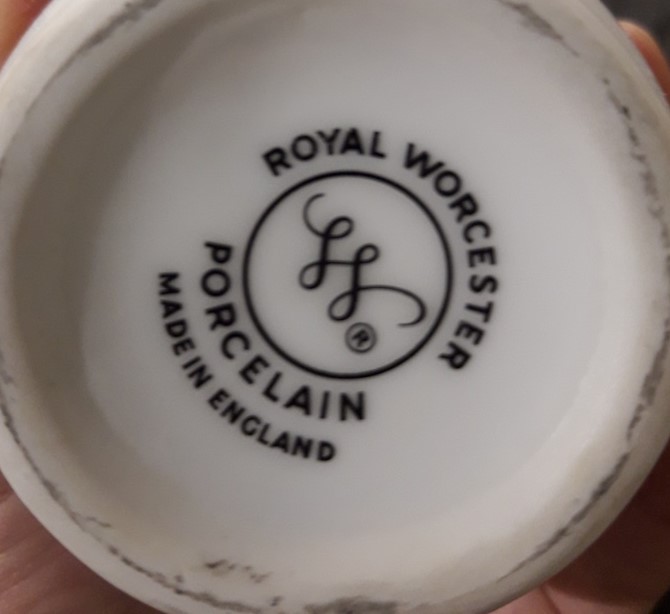 ROYAL WORCESTER
®
PORCELAIN
MADE IN ENGLAND